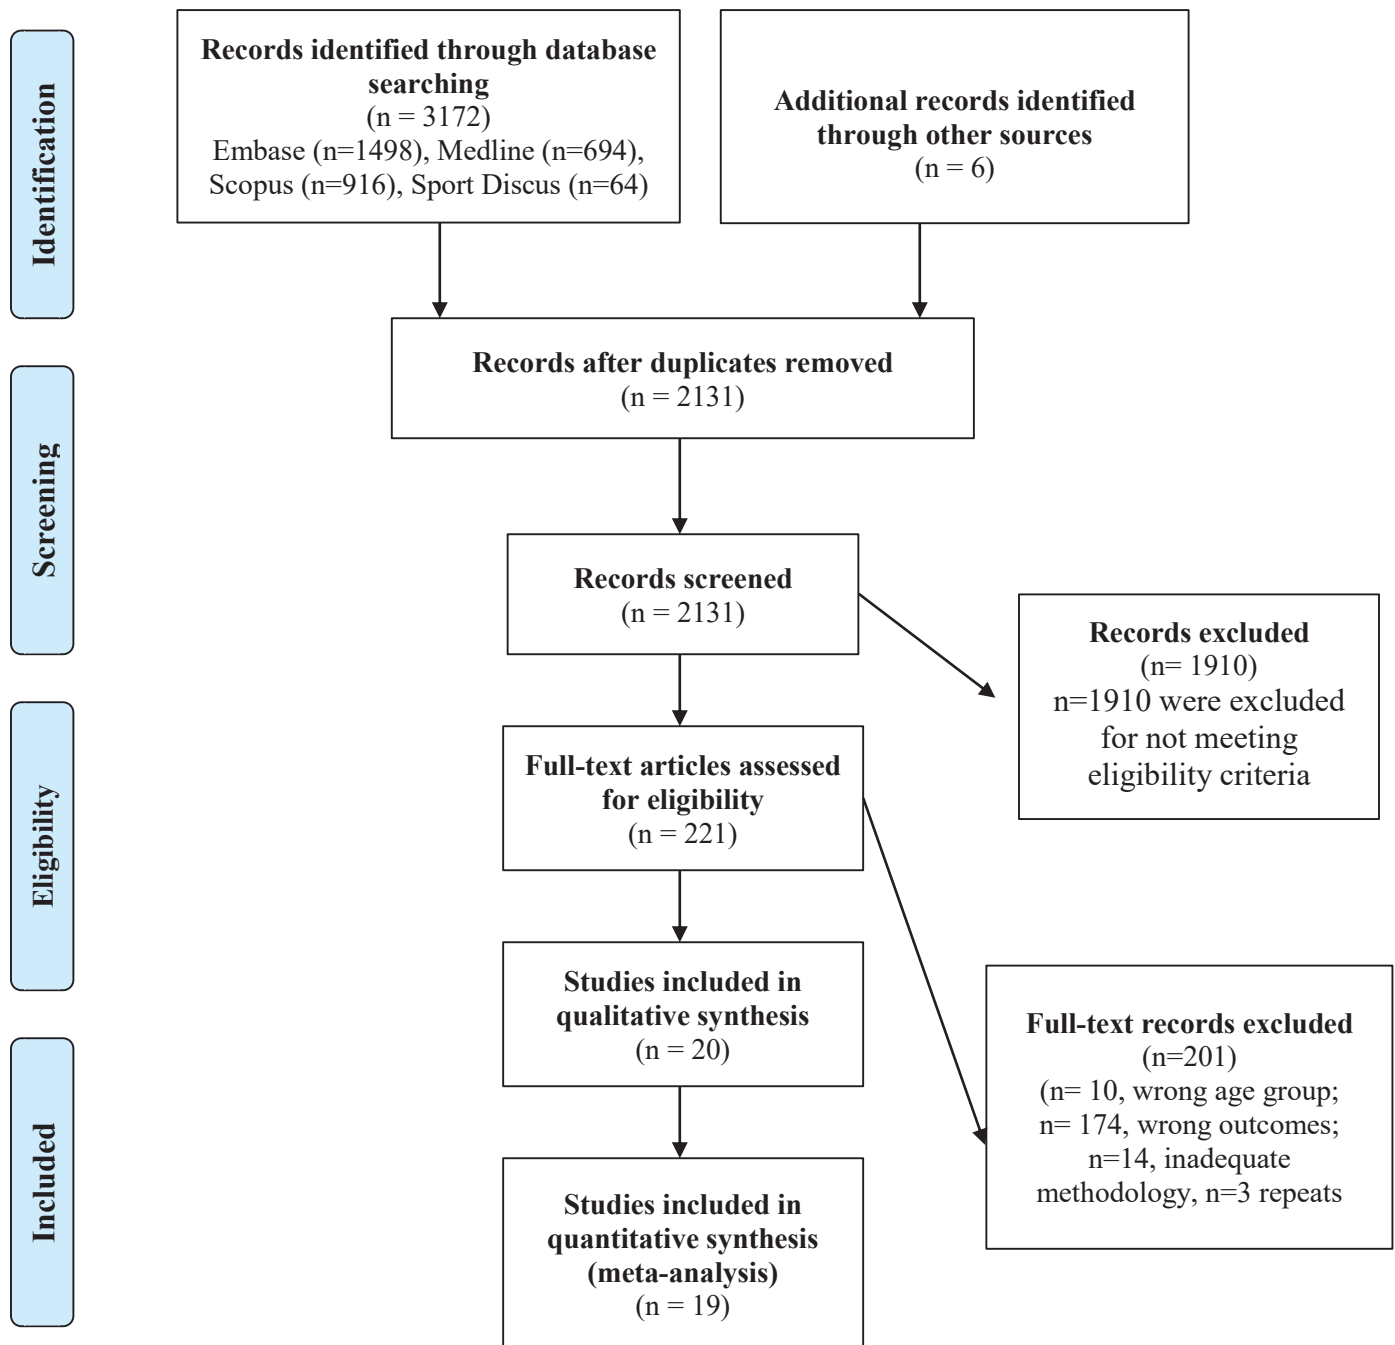 Identification
Records identified through database
searching
(n = 3172)
Embase (n=1498), Medline (n=694),
Scopus (n=916), Sport Discus (n=64)
Additional records identified
through other sources
(n = 6)
Records after duplicates removed
(n = 2131)
Screening
Records screened
(n = 2131)
Records excluded
(n= 1910)
n=1910 were excluded
for not meeting
eligibility criteria
Eligibility
Full-text articles assessed
for eligibility
(n = 221)
Full-text records excluded
(n=201)
(n= 10, wrong age group;
n= 174, wrong outcomes;
n=14, inadequate
methodology, n=3 repeats
Studies included in
qualitative synthesis
(n = 20)
Included
Studies included in
quantitative synthesis
(meta-analysis)
(n = 19)